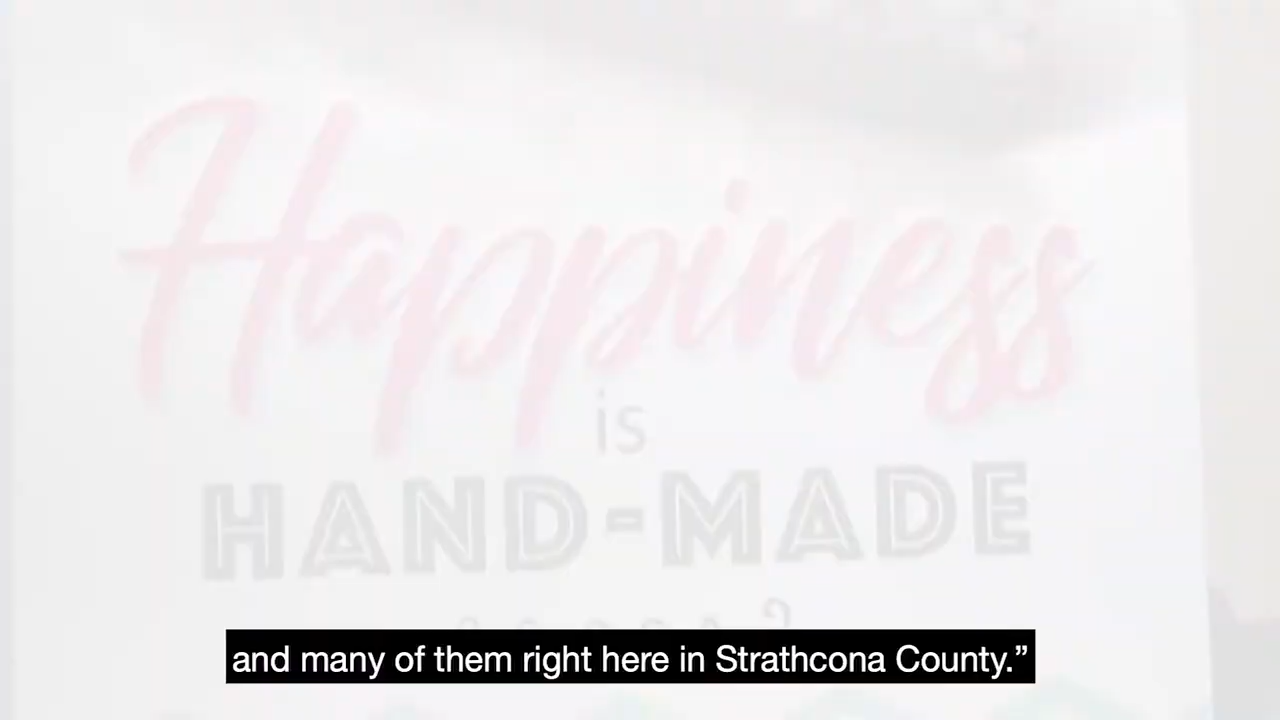 Happiness
is
HAND-MADE
and many of them right here in Strathcona County.”